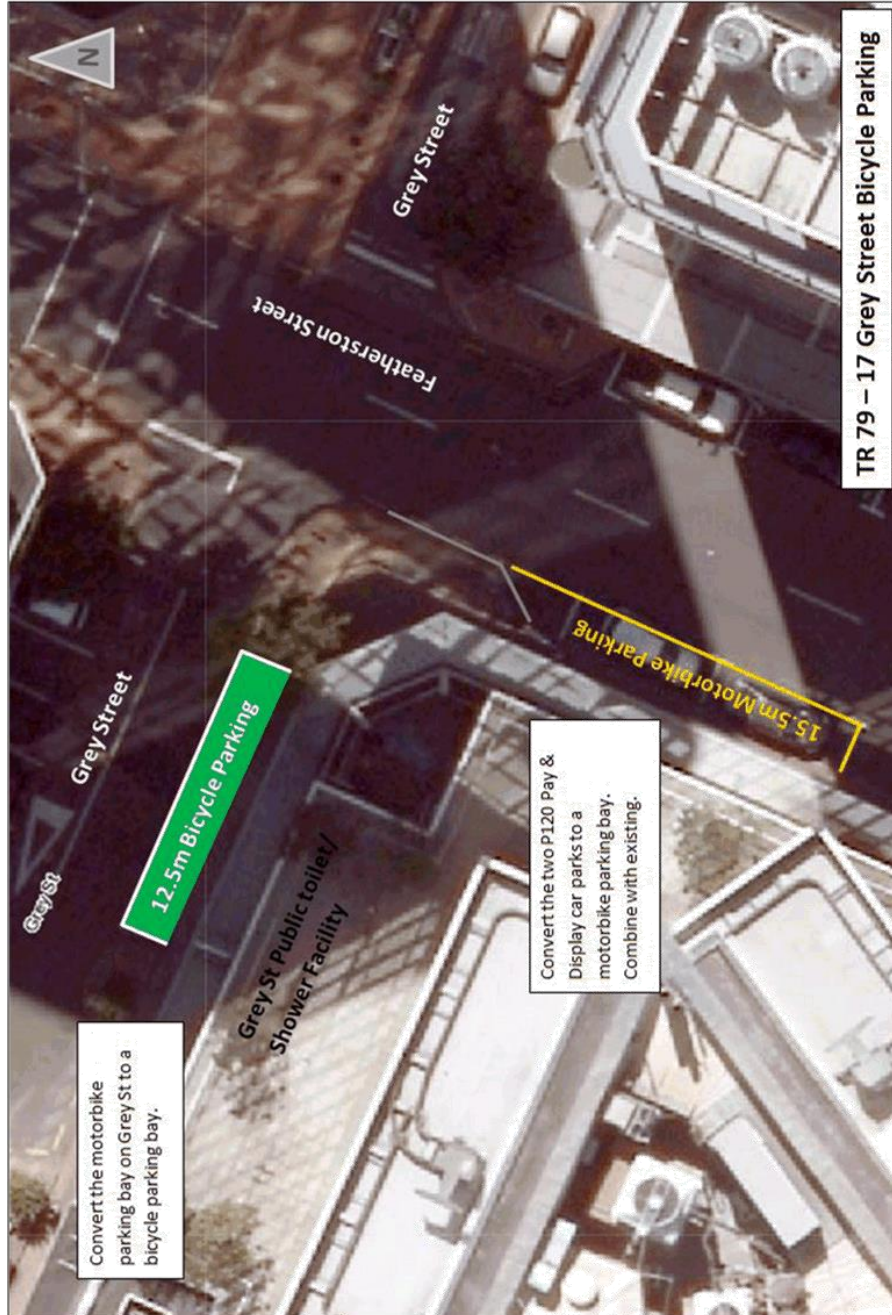 N
Grey St
Grey Street
Grey Street
Featherston Street
Convert the motorbike
parking bay on Grey St to a
bicycle parking bay.
12.5m Bicycle Parking
Grey St Public toilet/
Shower Facility
Convert the two P120 Pay &
Display car parks to a
motorbike parking bay.
Combine with existing.
15.5m Motorbike Parking
TR 79 – 17 Grey Street Bicycle Parking